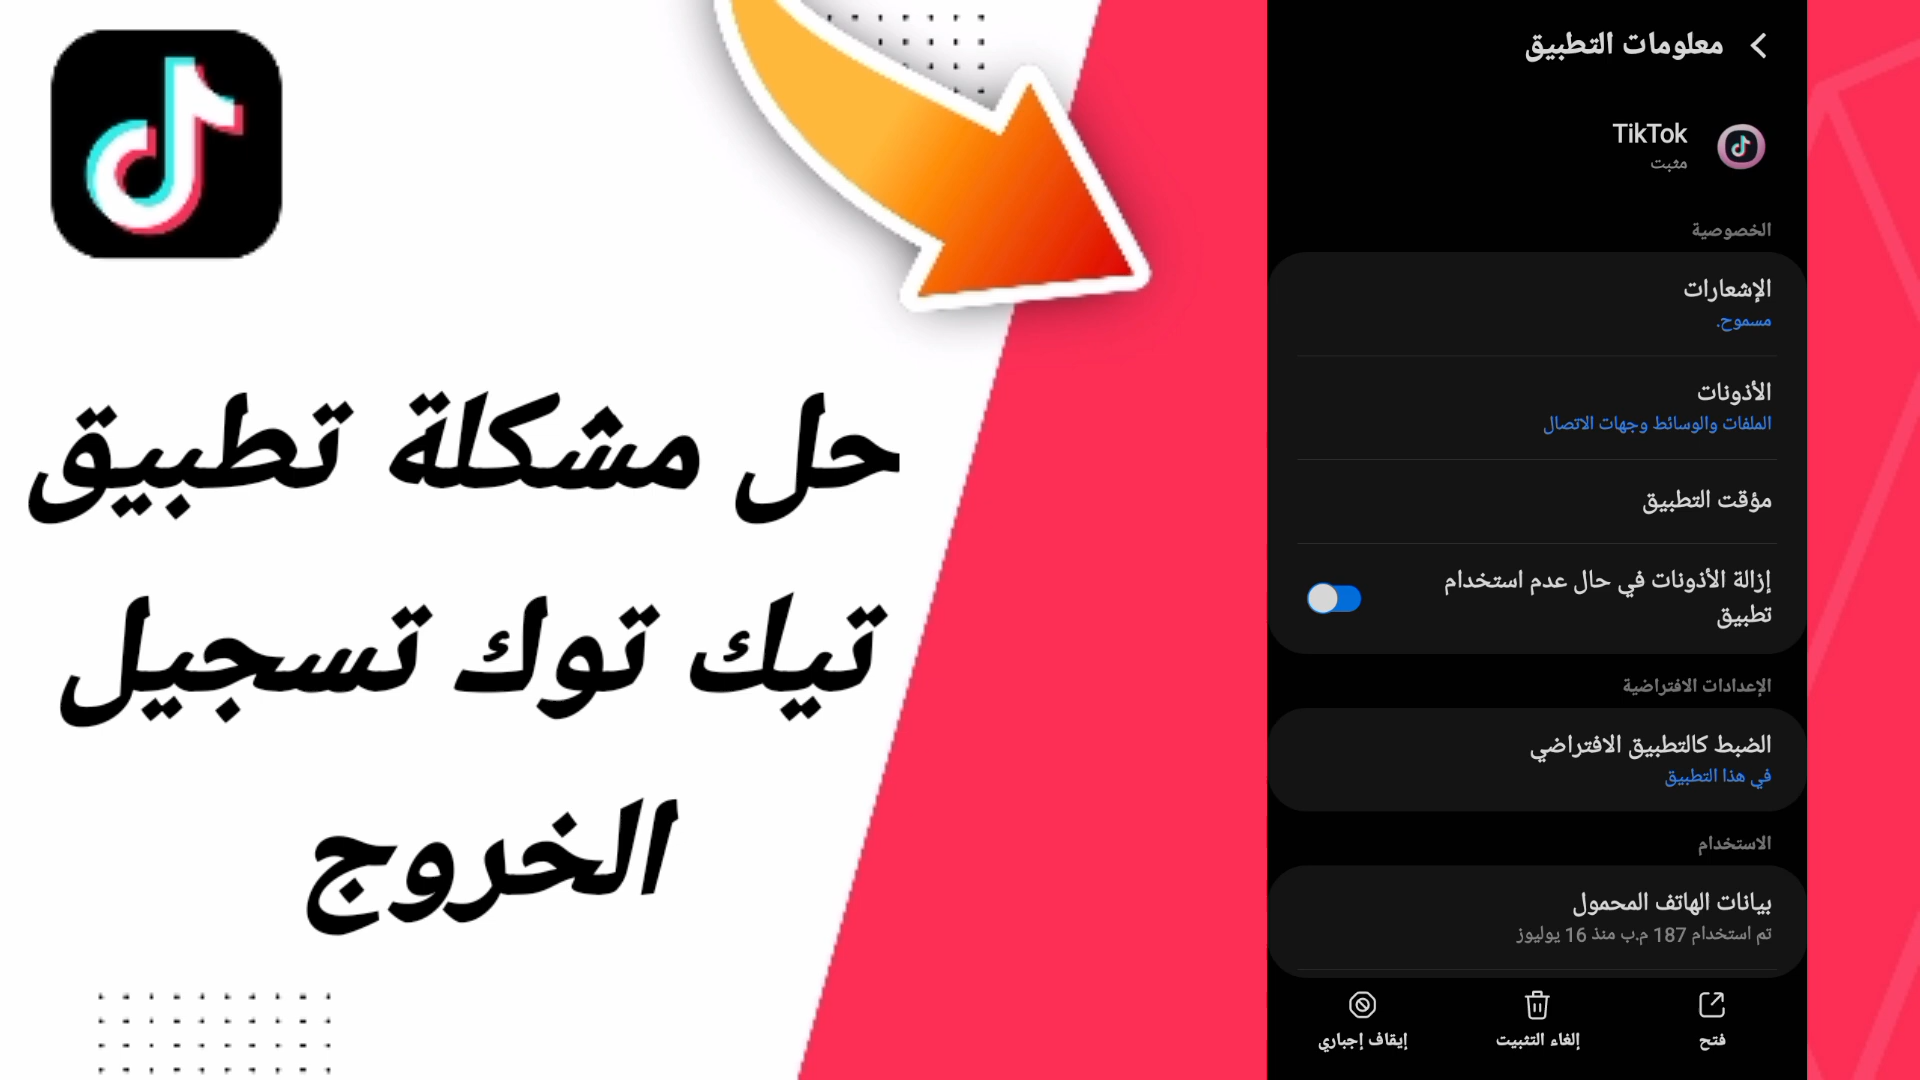 حل مشكلة تطبيق
تيك توك تسجيل
الخروج
معلومات التطبيق
TikTok
مثبت
الخصوصية
الإشعارات
مسموح.
الأذونات
الملفات والوسائط وجهات الاتصال
مؤقت التطبيق
إزالة الأذونات في حال عدم استخدام
تطبيق
الإعدادات الافتراضية
الضبط كالتطبيق الافتراضي
في هذا التطبيق
الاستخدام
بيانات الهاتف المحمول
تم استخدام 187 م.ب منذ 16 يوليوز
فتح
إلغاء التثبيت
إيقاف إجباري